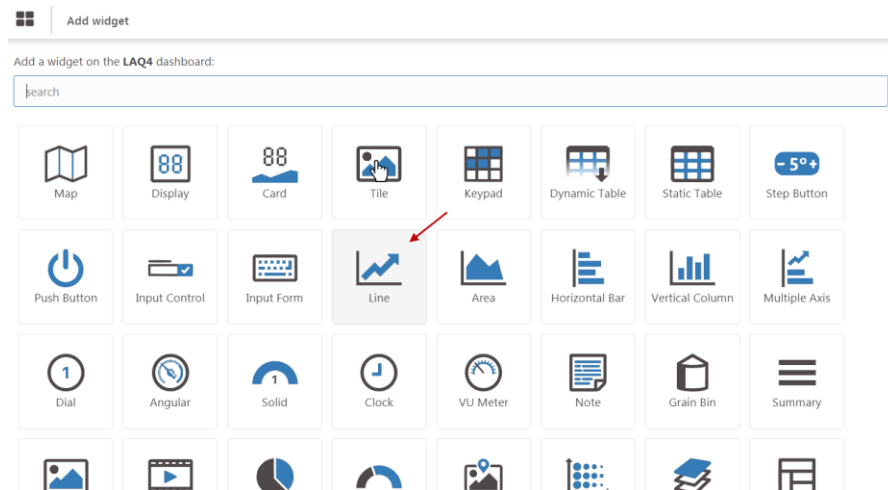 Add widget
Add a widget on the LAQ4 dashboard:
search
88 88 - 5º +
Map Display Card Tile Keypad Dynamic Table Static Table Step Button
Push Button Input Control Input Form Line Area Horizontal Bar Vertical Column Multiple Axis
1 1
Dial Angular Solid Clock VU Meter Note Grain Bin Summary